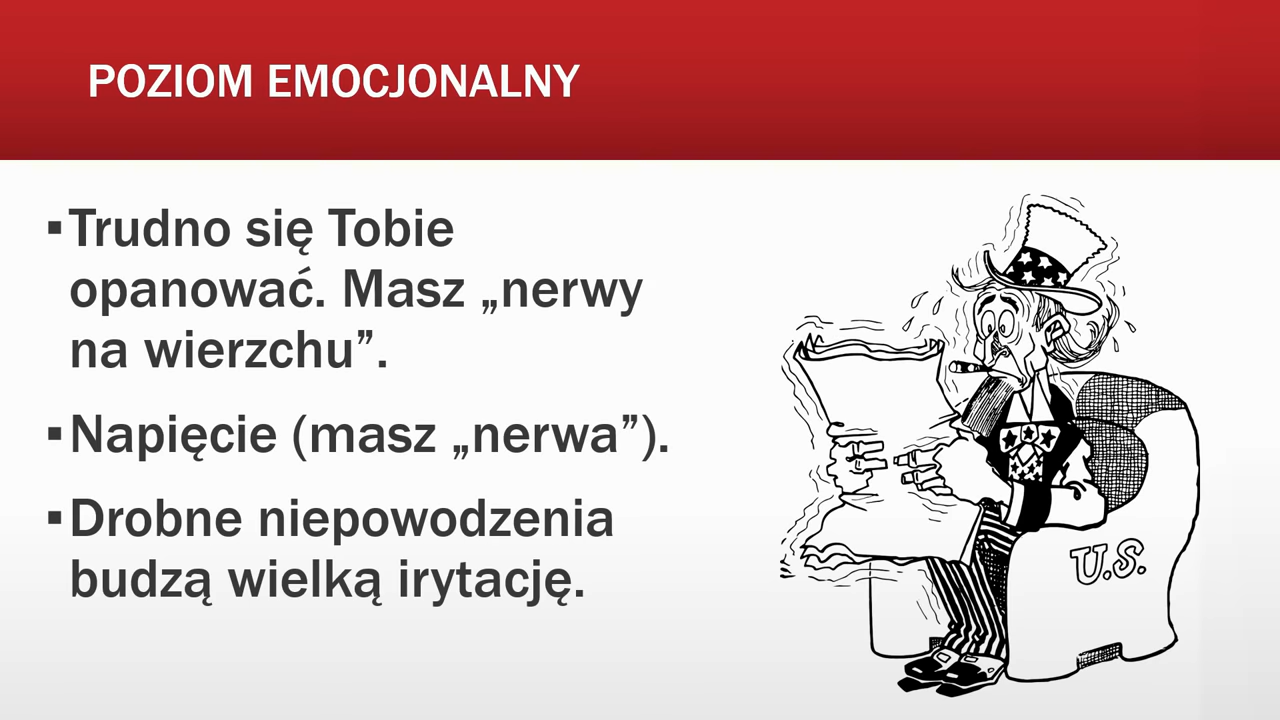 POZIOM EMOCJONALNY
▪Trudno się Tobie
opanować. Masz „nerwy
na wierzchu”.
▪Napięcie (masz „nerwa”).
▪Drobne niepowodzenia
budzą wielką irytację.
U.S.